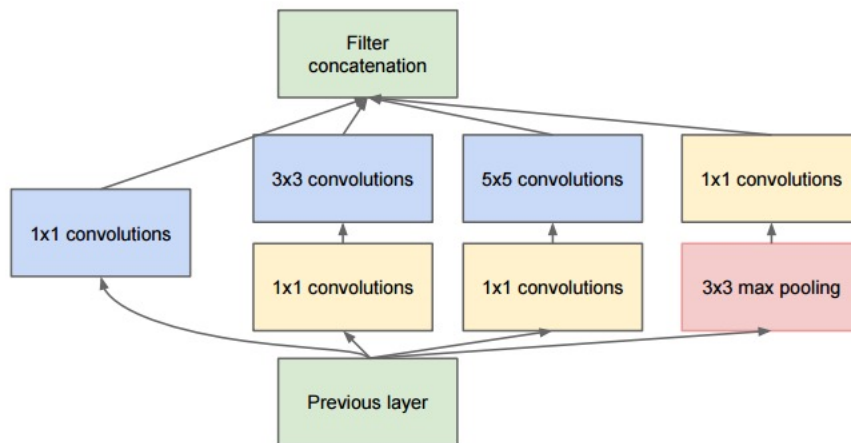 Filter
concatenation
3x3 convolutions
5x5 convolutions
1x1 convolutions
1x1 convolutions
1x1 convolutions
1x1 convolutions
3x3 max pooling
Previous layer